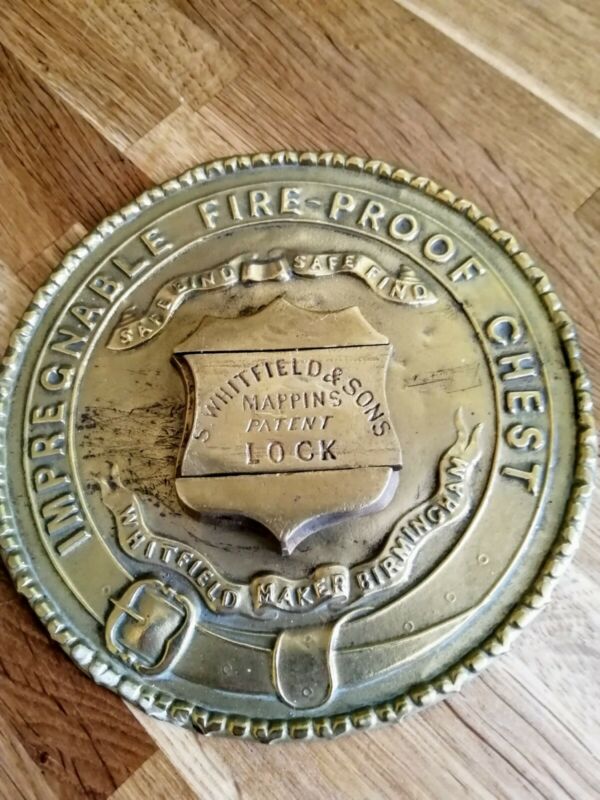 IMPREGNABLE FIRE-PROOF CHEST
SAFE BIND SAFE FIND
S. WHITFIELD & SONS
MAPPINS
PATENT
LOCK
WHITFIELD MAKER BIRMINGHAM